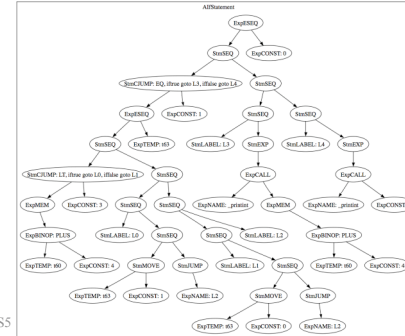 AIfStatement
ExpESEQ
StmSEQ
ExpCONST: 0
StmCJUMP: EQ, iftrue goto L3, iffalse goto L4
StmSEQ
ExpESEQ
ExpCONST: 1
StmSEQ
StmSEQ
StmSEQ
ExpTEMP: t63
StmLABEL: L3
StmEXP
StmLABEL: L4
StmEXP
StmCJUMP: LT, iftrue goto L0, iffalse goto L1
StmSEQ
ExpCALL
ExpCALL
ExpMEM
ExpCONST: 3
StmSEQ
StmSEQ
ExpNAME: _printint
ExpMEM
ExpNAME: _printint
ExpCONST
ExpBINOP: PLUS
StmLABEL: L0
StmSEQ
StmSEQ
StmLABEL: L2
ExpBINOP: PLUS
ExpTEMP: t60
ExpCONST: 4
StmMOVE
StmJUMP
StmLABEL: L1
StmSEQ
ExpTEMP: t60
ExpCONST: 4
ExpTEMP: t63
ExpCONST: 1
ExpNAME: L2
StmMOVE
StmJUMP
S5
ExpTEMP: t63
ExpCONST: 0
ExpNAME: L2